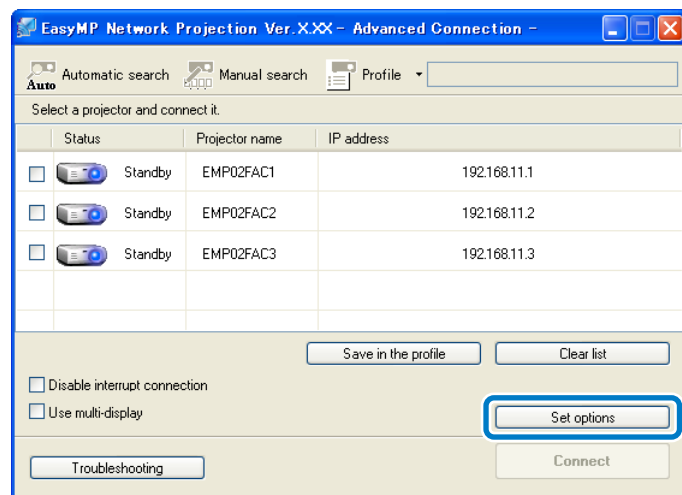 EasyMP Network Projection Ver.X.XX – Advanced Connection –
Auto Automatic search Manual search Profile
Select a projector and connect it.
Status Projector name IP address
Standby EMP02FAC1 192.168.11.1
Standby EMP02FAC2 192.168.11.2
Standby EMP02FAC3 192.168.11.3
Save in the profile Clear list
Disable interrupt connection
Use multi-display
Set options
Troubleshooting Connect